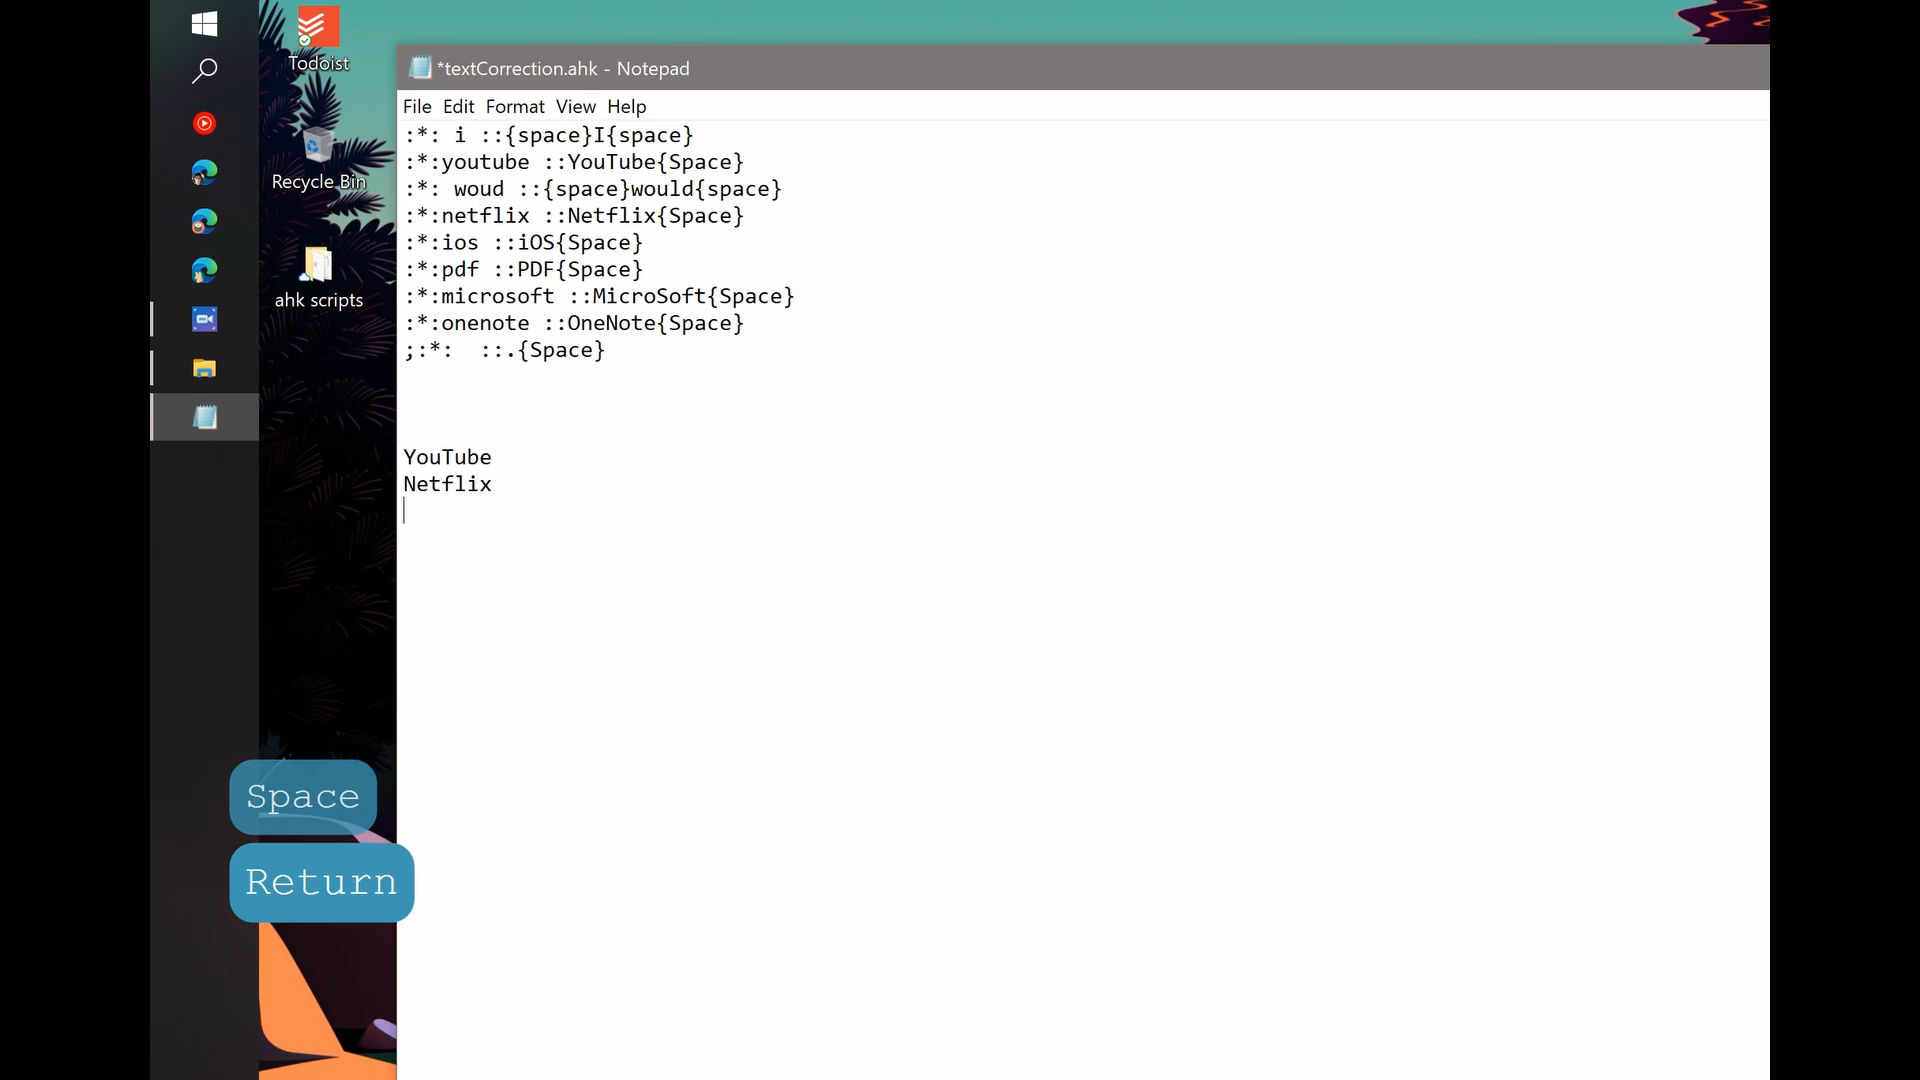 Todoist
Recycle Bin
ahk scripts
*textCorrection.ahk - Notepad
File Edit Format View Help
:*: i ::{space}I{space}
:*:youtube ::YouTube{Space}
:*: woud ::{space}would{space}
:*:netflix ::Netflix{Space}
:*:ios ::iOS{Space}
:*:pdf ::PDF{Space}
:*:microsoft ::MicroSoft{Space}
:*:onenote ::OneNote{Space}
;:*:  ::.{Space}
YouTube
Netflix
Space
Return